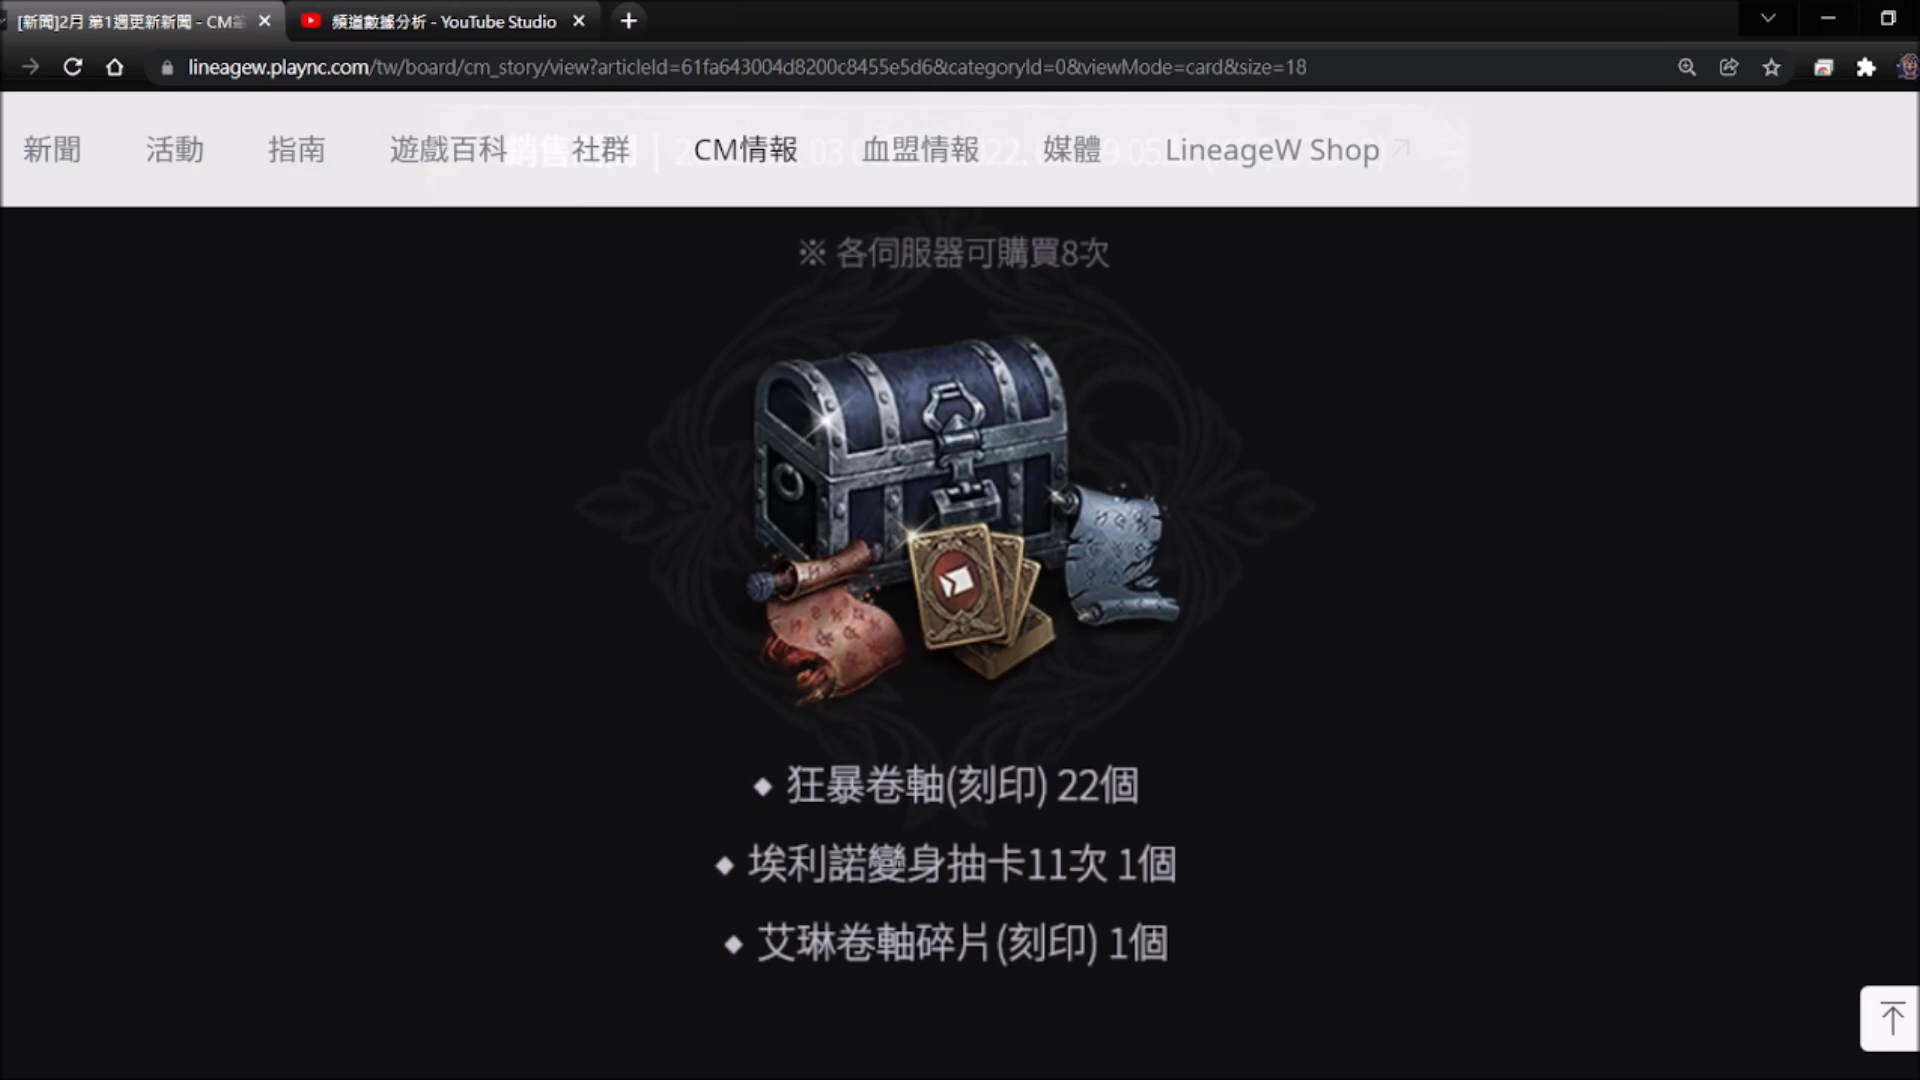 [新聞]2月 第1週更新新聞 - CM
頻道數據分析 - YouTube Studio
lineagew.plaync.com/tw/board/cm_story/view?articleId=61fa643004d8200c8455e5d6&categoryId=0&viewMode=card&size=18
新聞 活動 指南 遊戲百科 社群 CM情報 血盟情報 媒體 LineageW Shop
※ 各伺服器可購買8次
◆ 狂暴卷軸(刻印) 22個
◆ 埃利諾變身抽卡11次 1個
◆ 艾琳卷軸碎片(刻印) 1個